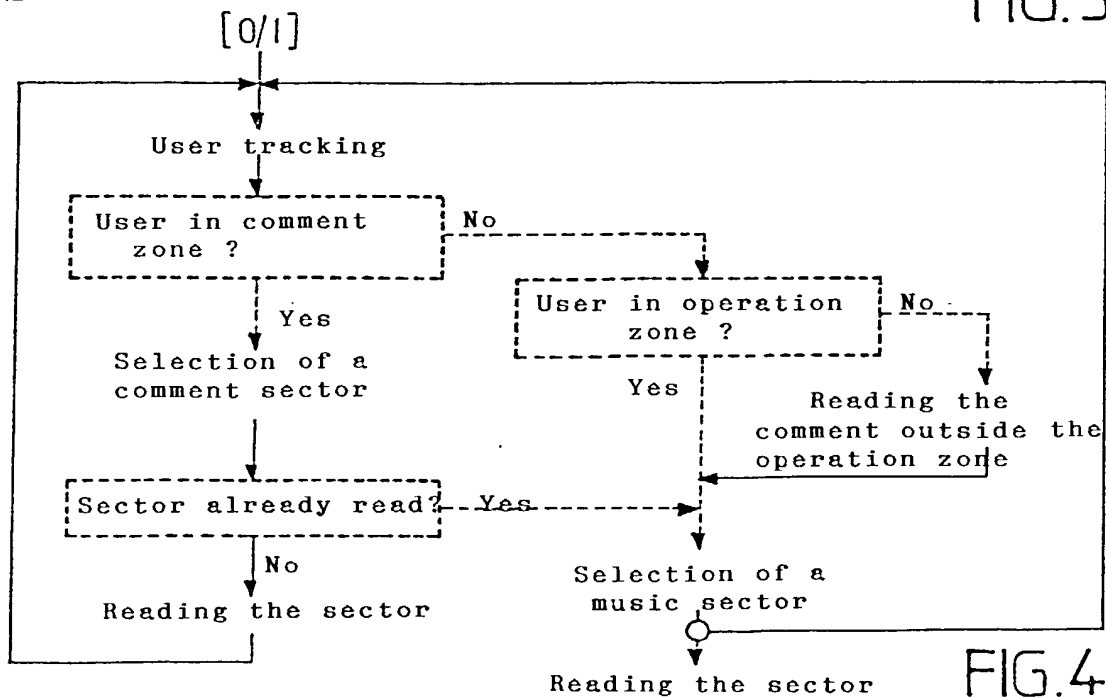 FIG.
[0/1]
User tracking
User in comment
zone ?
No
User in operation
zone ?
No
Yes
Selection of a
comment sector
Yes
Reading the
comment outside the
operation zone
Sector already read?
Yes
No
Selection of a
music sector
Reading the sector
Reading the sector
FIG.4